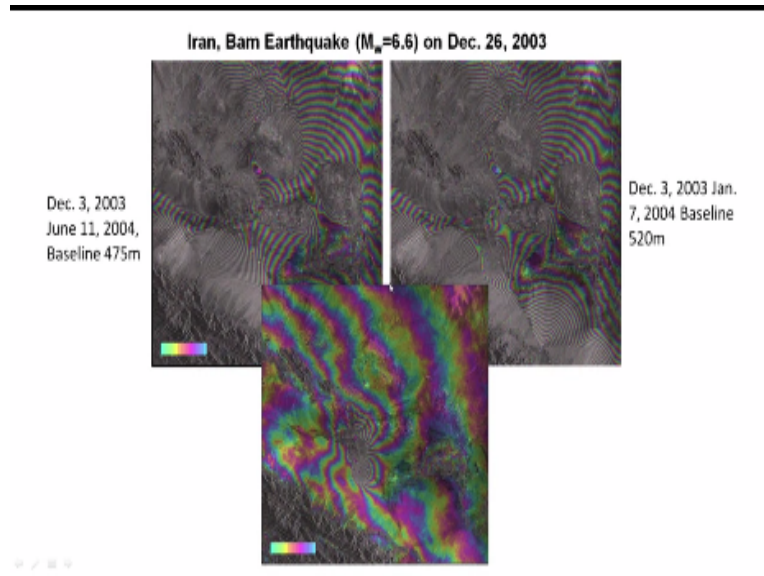 Iran, Bam Earthquake (Mw=6.6) on Dec. 26, 2003
Dec. 3, 2003
June 11, 2004,
Baseline 475m
Dec. 3, 2003 Jan.
7, 2004 Baseline
520m